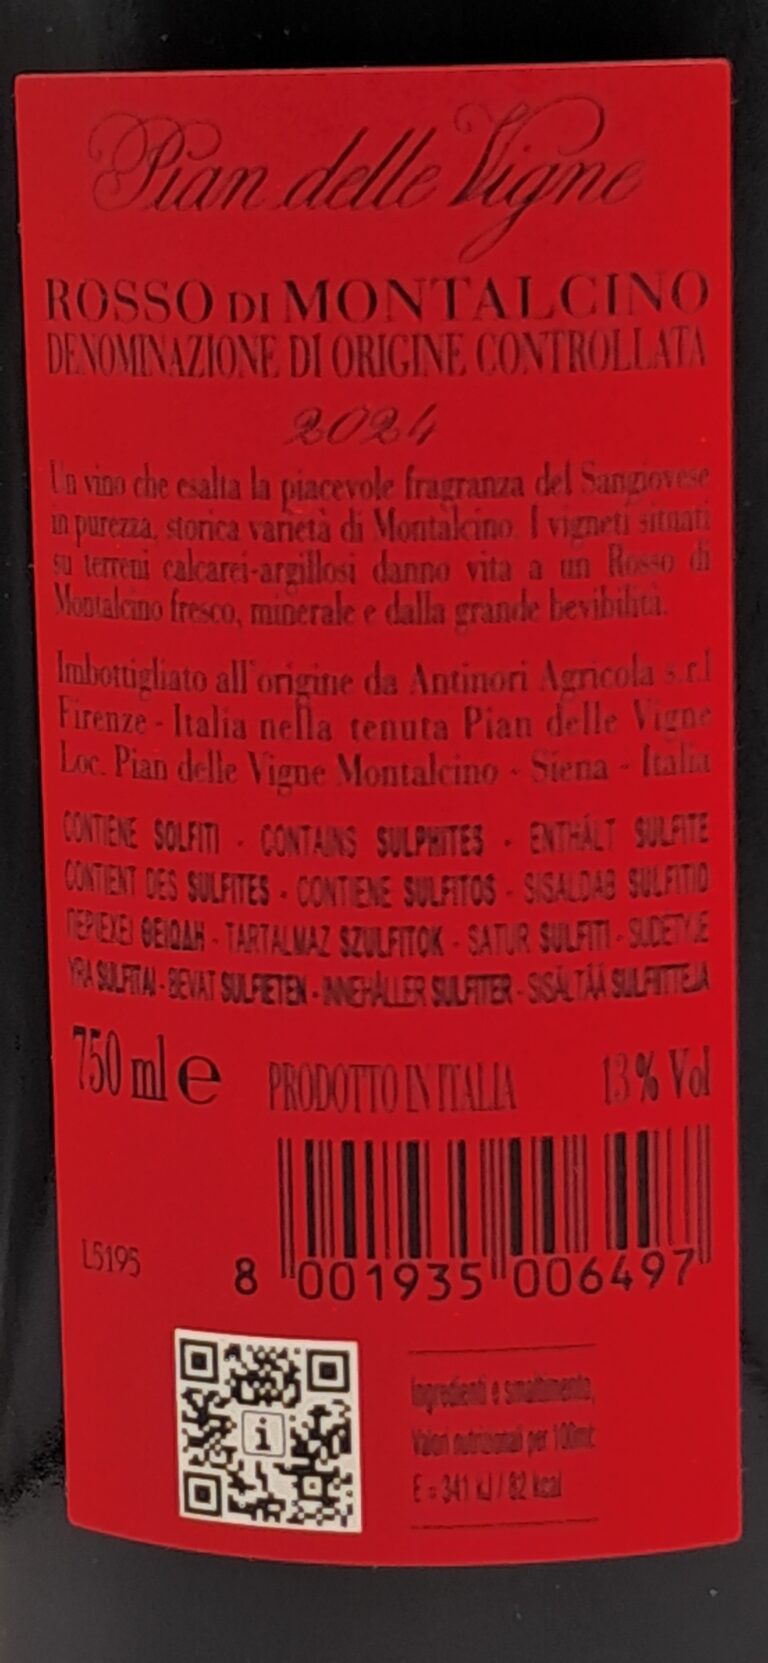 Pian delle Vigne
ROSSO DI MONTALCINO
DENOMINAZIONE DI ORIGINE CONTROLLATA
2024
Un vino che esalta la piacevole fragranza del Sangiovese
in purezza, storica varietà di Montalcino. I vigneti situati
su terreni calcarei-argillosi danno vita a un Rosso di
Montalcino fresco, minerale e dalla grande bevibilità.
Imbottigliato all'origine da Antinori Agricola s.r.l
Firenze - Italia nella tenuta Pian delle Vigne
Loc. Pian delle Vigne Montalcino - Siena - Italia
CONTIENE SOLFITI - CONTAINS SULPHITES - ENTHÄLT SULFITE
CONTIENT DES SULFITES - CONTIENE SULFITOS - SISALDAB SULFITID
ΠΕΡΙΕΧΕΙ ΘΕΙΩΔΗ - TARTALMAZ SZULFITOK - SATUR SULFITI - SUDETYJE
YRA SULFITAI - BEVAT SULFIETEN - INNEHÅLLER SULFITER - SISÄLTÄÄ SULFIITTEJA
750 ml e PRODOTTO IN ITALIA 13% Vol
L5195
8 001935 006497
i
Ingredienti e smaltimento,
Valori nutrizionali per 100ml:
E = 341 kJ / 82 kcal